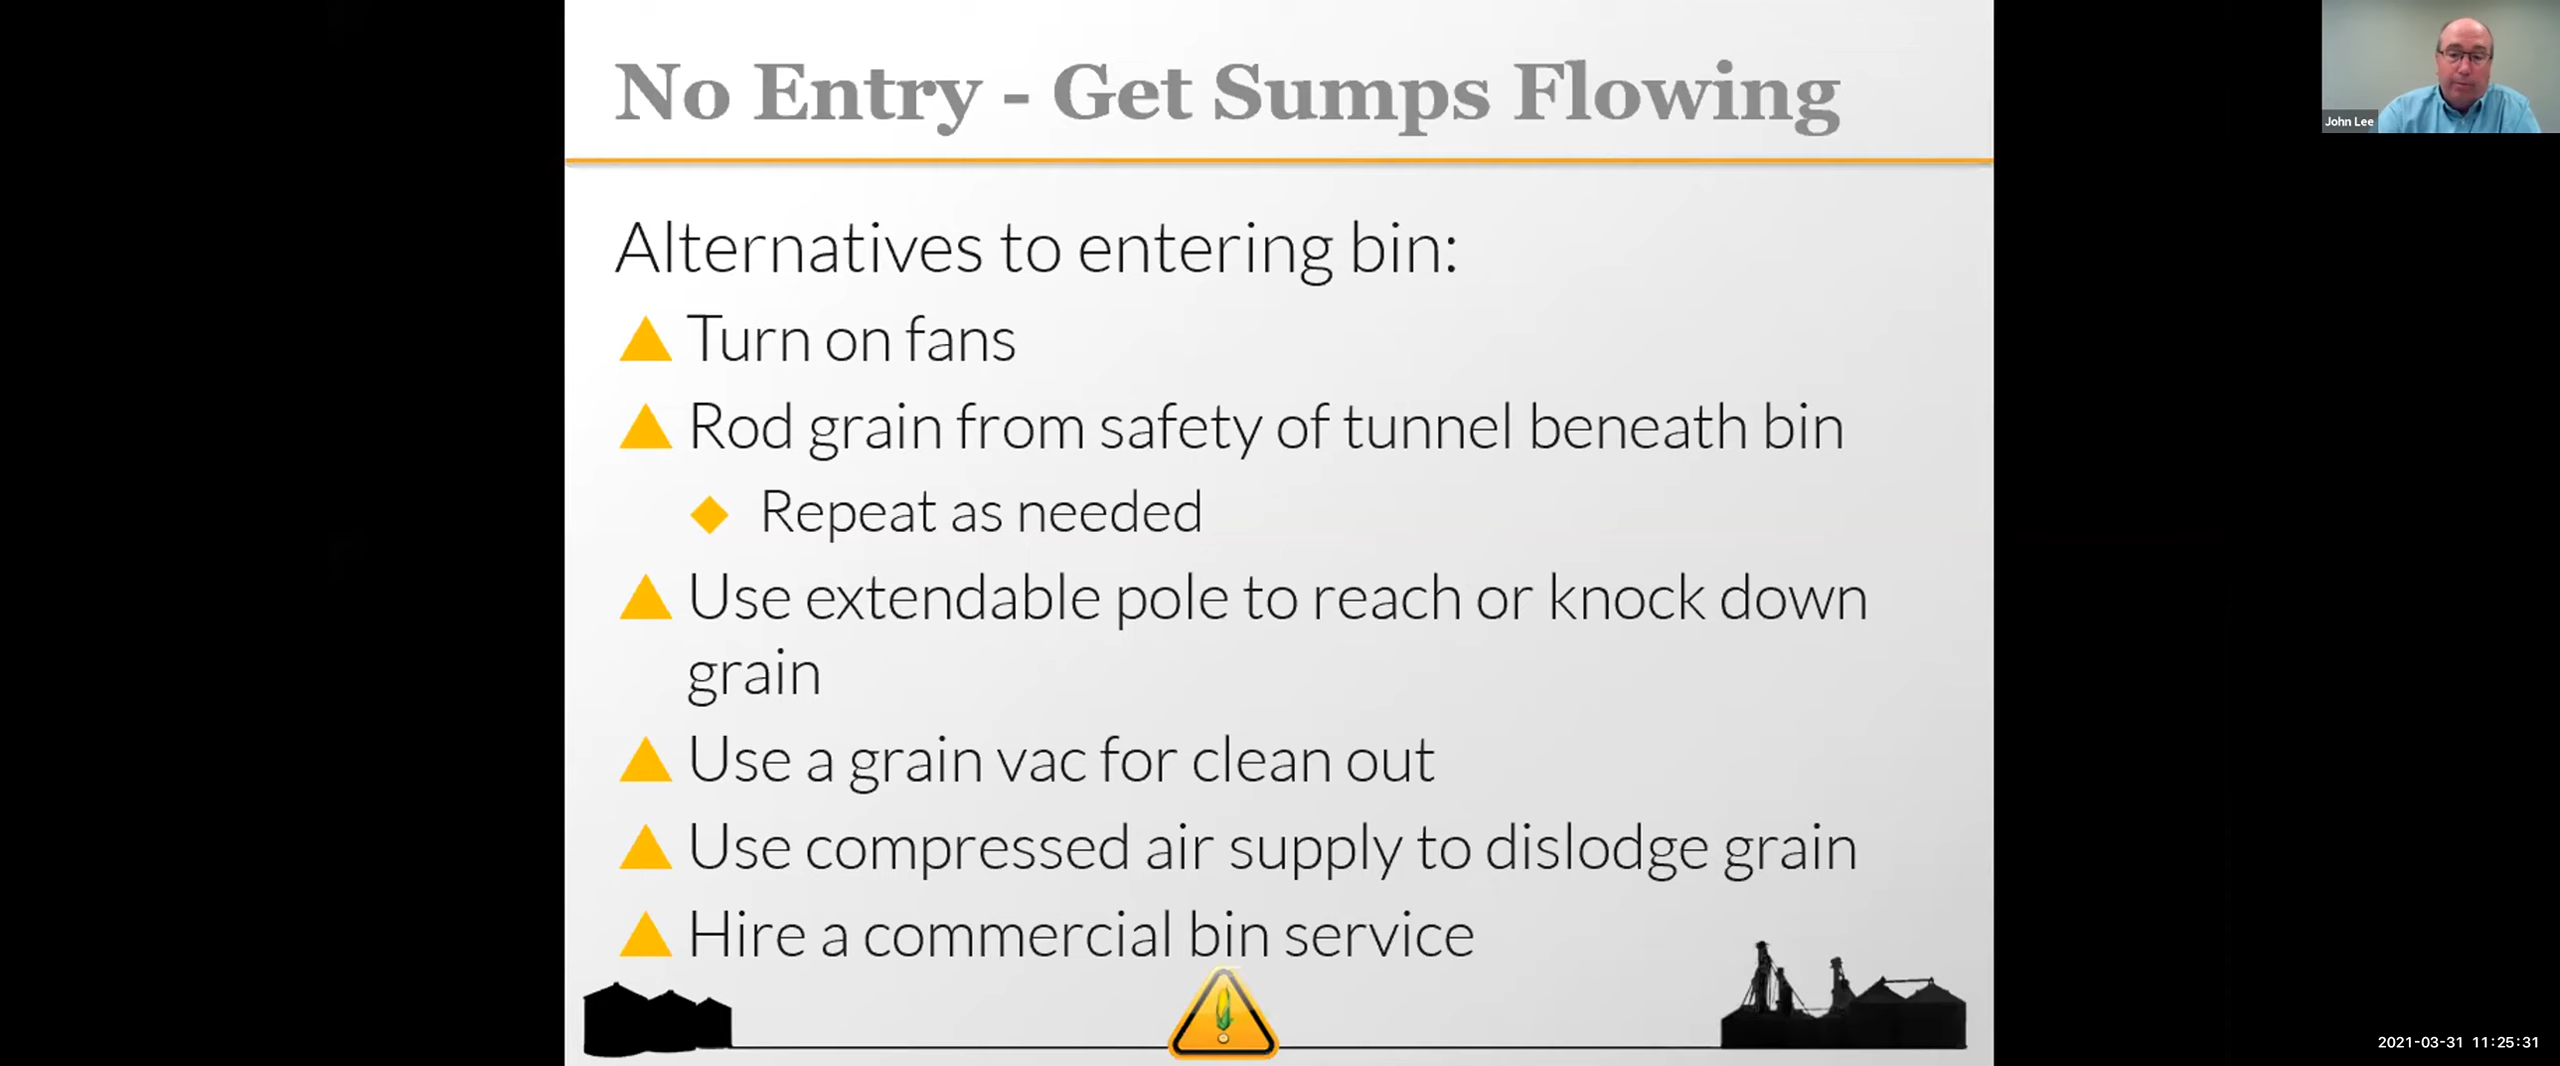 No Entry - Get Sumps Flowing
John Lee
Alternatives to entering bin:
Turn on fans
Rod grain from safety of tunnel beneath bin
Repeat as needed
Use extendable pole to reach or knock down
grain
Use a grain vac for clean out
Use compressed air supply to dislodge grain
Hire a commercial bin service
2021-03-31 11:25:31